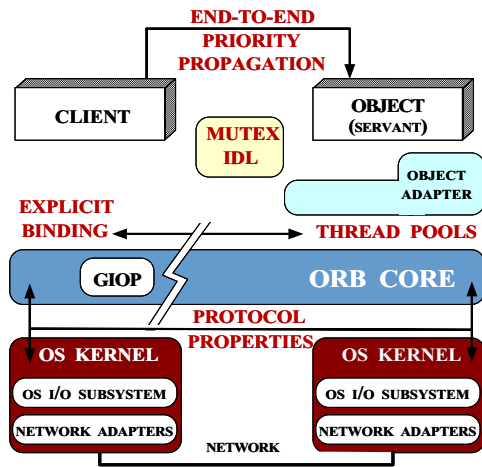 END-TO-END
PRIORITY
PROPAGATION
CLIENT
OBJECT
(SERVANT)
MUTEX
IDL
OBJECT
ADAPTER
EXPLICIT
BINDING
THREAD POOLS
GIOP
ORB CORE
PROTOCOL
PROPERTIES
OS KERNEL
OS I/O SUBSYSTEM
NETWORK ADAPTERS
OS KERNEL
OS I/O SUBSYSTEM
NETWORK ADAPTERS
NETWORK